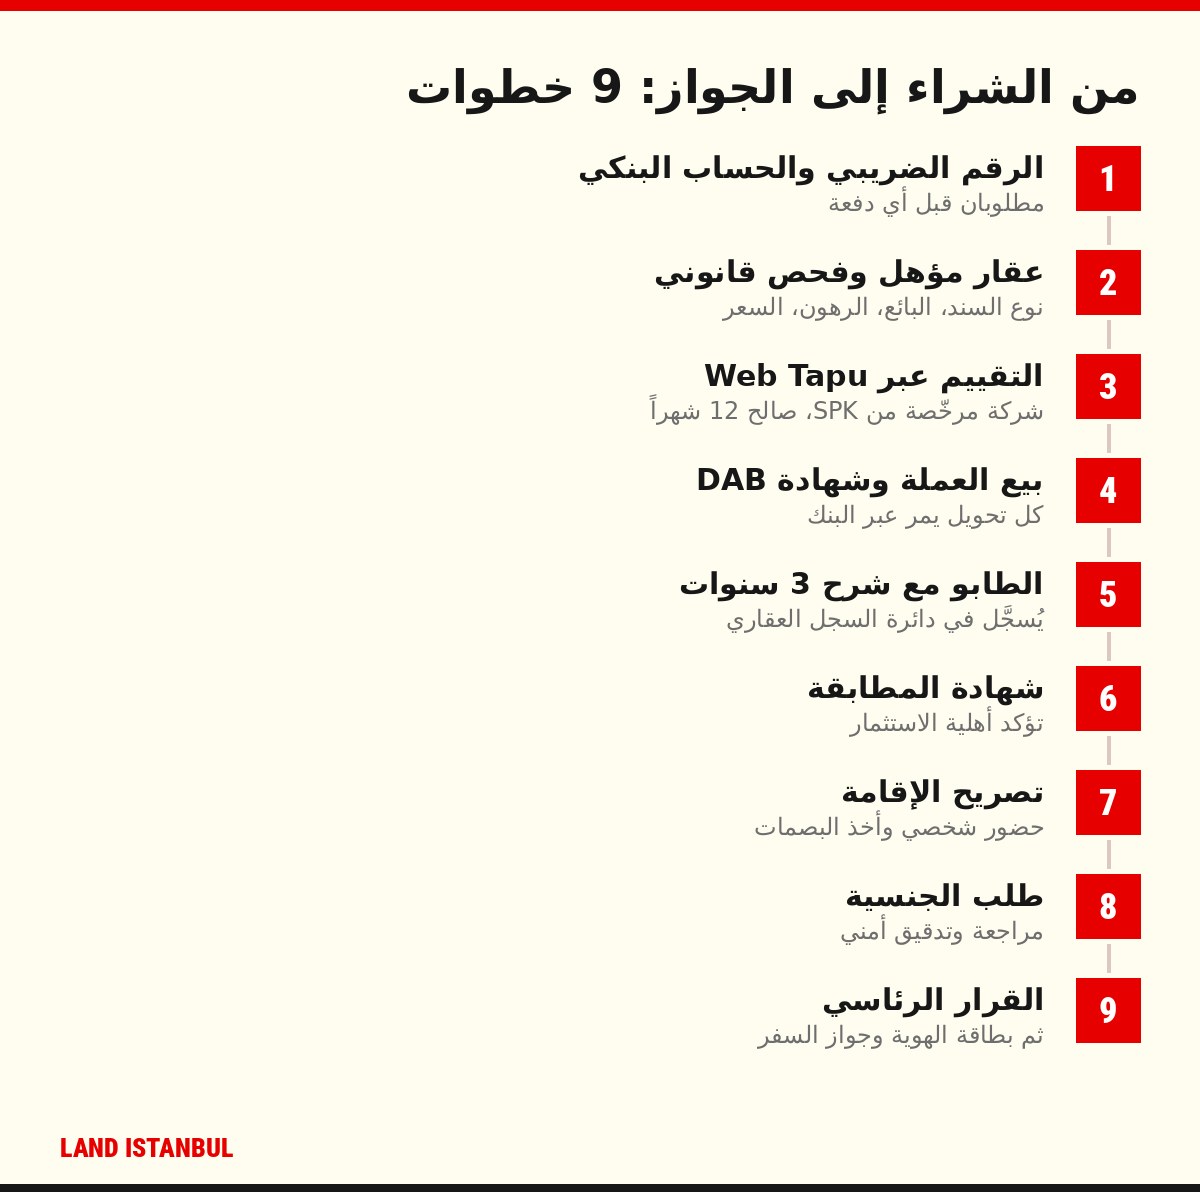 من الشراء إلى الجواز: 9 خطوات
1
الرقم الضريبي والحساب البنكي
مطلوبان قبل أي دفعة
2
عقار مؤهل وفحص قانوني
نوع السند، البائع، الرهون، السعر
3
التقييم عبر Web Tapu
شركة مرخّصة من SPK، صالح 12 شهراً
4
بيع العملة وشهادة DAB
كل تحويل يمر عبر البنك
5
الطابو مع شرح 3 سنوات
يُسجَّل في دائرة السجل العقاري
6
شهادة المطابقة
تؤكد أهلية الاستثمار
7
تصريح الإقامة
حضور شخصي وأخذ البصمات
8
طلب الجنسية
مراجعة وتدقيق أمني
9
القرار الرئاسي
ثم بطاقة الهوية وجواز السفر
LAND ISTANBUL